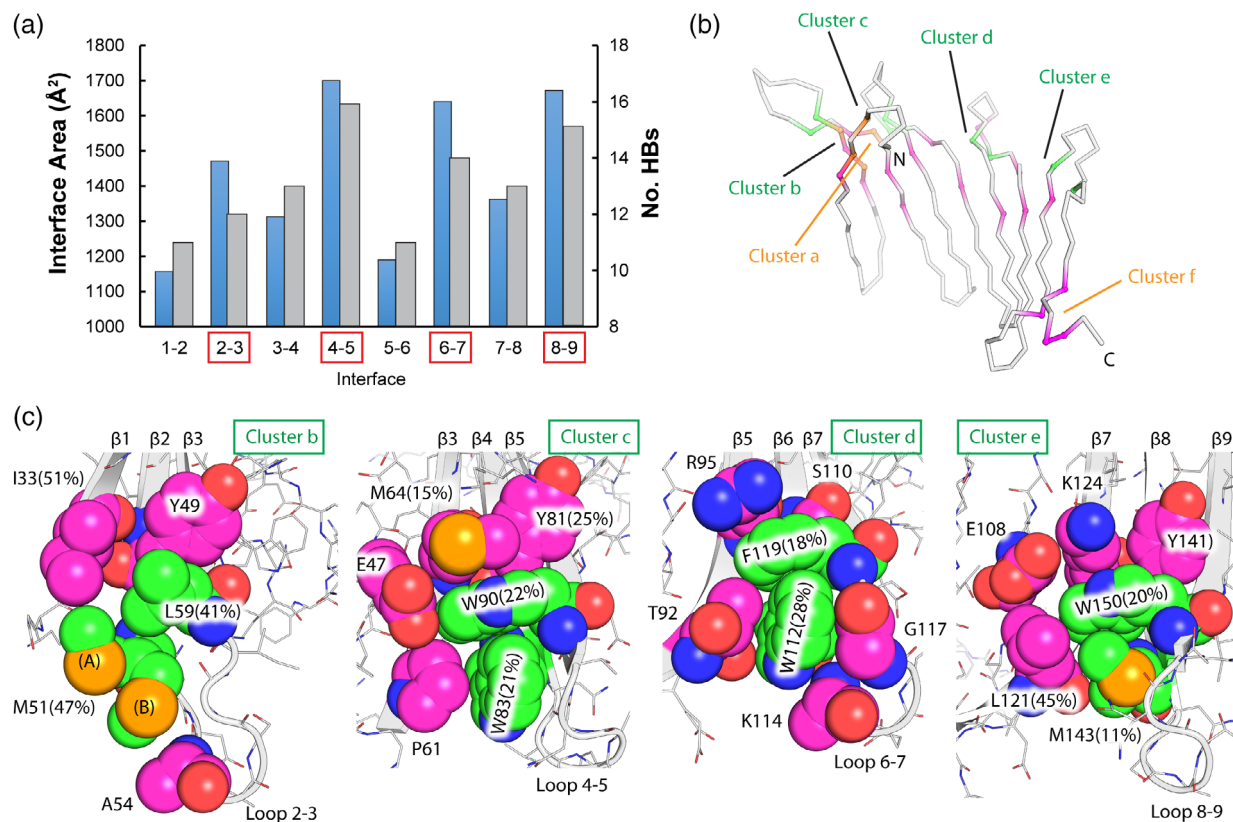 (a)
1800
1700
1600
1500
1400
1300
1200
1100
1000
Interface Area (Å²)
18
16
14
12
10
8
No. HBs
1-2
2-3
3-4
4-5
5-6
6-7
7-8
8-9
Interface
(b)
Cluster c
Cluster d
Cluster e
N
Cluster b
Cluster a
Cluster f
C
(c)
β1 β2 β3
Cluster b
I33(51%)
Y49
L59(41%)
(A)
M51(47%)
(B)
A54
Loop 2-3
β3 β4 β5
Cluster c
M64(15%)
Y81(25%)
E47
W90(22%)
W83(21%)
P61
Loop 4-5
β5 β6 β7
Cluster d
R95
S110
F119(18%)
T92
W112(28%)
G117
K114
Loop 6-7
Cluster e
β7 β8 β9
K124
E108
Y141)
W150(20%)
L121(45%)
M143(11%)
Loop 8-9